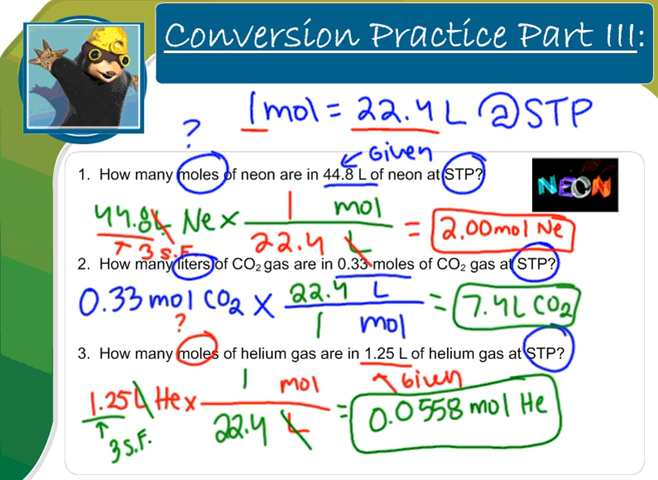 Conversion Practice Part III:
1 mol = 22.4 L @ STP
?
← Given
1. How many moles of neon are in 44.8 L of neon at STP?
NEON
44.8 L Ne x 1 mol / 22.4 L = 2.00 mol Ne
↑ 3 S.F.
2. How many liters of CO₂ gas are in 0.33 moles of CO₂ gas at STP?
0.33 mol CO₂ x 22.4 L / 1 mol = 7.4 L CO₂
?
3. How many moles of helium gas are in 1.25 L of helium gas at STP?
↖ Given
1.25 L He x 1 mol / 22.4 L = 0.0558 mol He
↑
3 S.F.